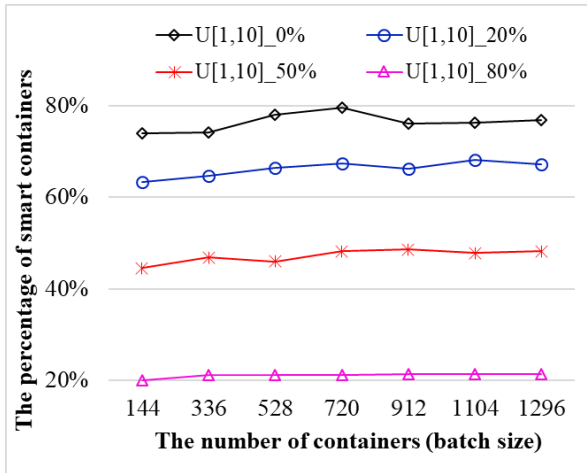 U[1,10]_0%
U[1,10]_20%
U[1,10]_50%
U[1,10]_80%
The percentage of smart containers
80%
60%
40%
20%
144 336 528 720 912 1104 1296
The number of containers (batch size)